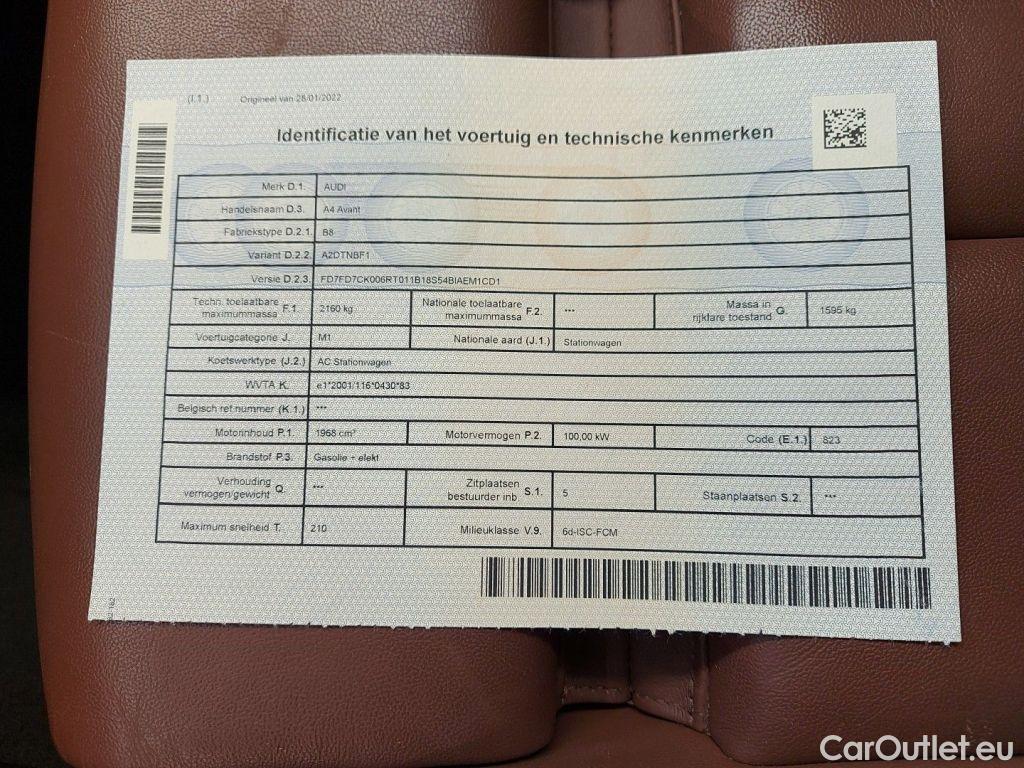 (I.1.) Origineel van 28/01/2022
Identificatie van het voertuig en technische kenmerken
Merk D.1. AUDI
Handelsnaam D.3. A4 Avant
Fabriekstype D.2.1. B8
Variant D.2.2. A2DTNBF1
Versie D.2.3. FD7FD7CK006RT011B18S54BIAEM1CD1
Techn. toelaatbare maximummassa F.1. 2160 kg Nationale toelaatbare maximummassa F.2. *** Massa in rijklare toestand G. 1595 kg
Voertuigcategorie J. M1 Nationale aard (J.1.) Stationwagen
Koetswerktype (J.2.) AC Stationwagen
WVTA K. e1*2001/116*0430*83
Belgisch ref nummer (K.1.) ***
Motorinhoud P.1. 1968 cm³ Motorvermogen P.2. 100,00 kW Code (E.1.) 823
Brandstof P.3. Gasolie + elekt
Verhouding vermogen/gewicht Q. *** Zitplaatsen bestuurder inb S.1. 5 Staanplaatsen S.2. ***
Maximum snelheid T. 210 Milieuklasse V.9. 6d-ISC-FCM
CarOutlet.eu